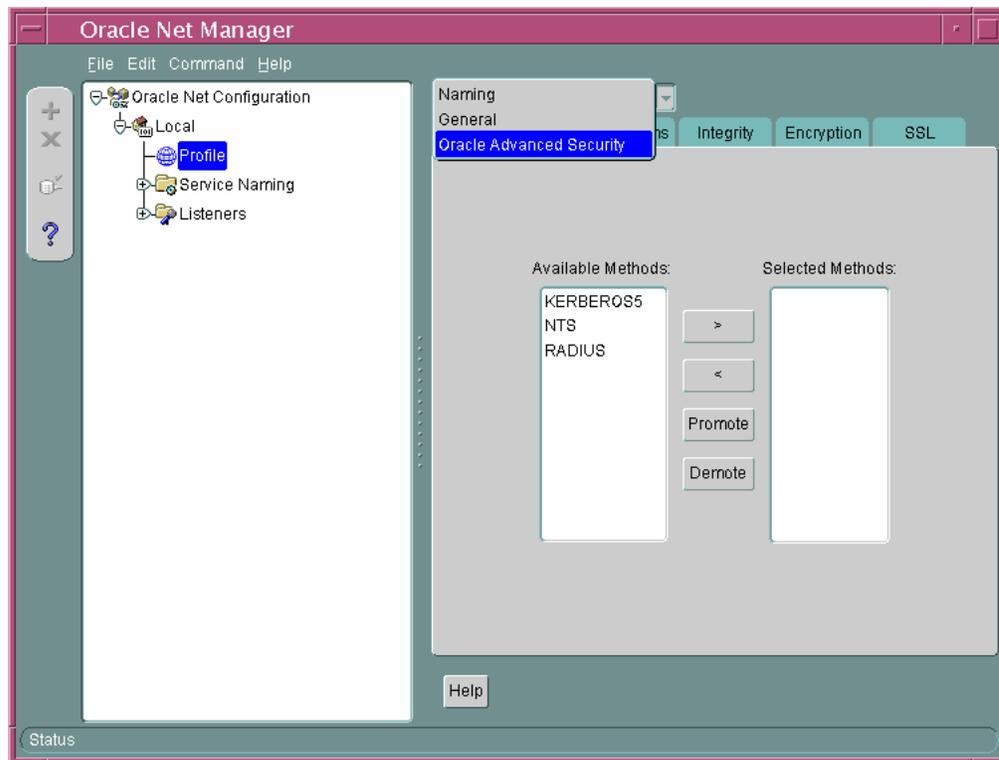 Oracle Net Manager
File Edit Command Help
Oracle Net Configuration
Local
Profile
Service Naming
Listeners
Naming
General
Oracle Advanced Security
Integrity
Encryption
SSL
Available Methods:
Selected Methods:
KERBEROS5
NTS
RADIUS
>
<
Promote
Demote
Help
Status